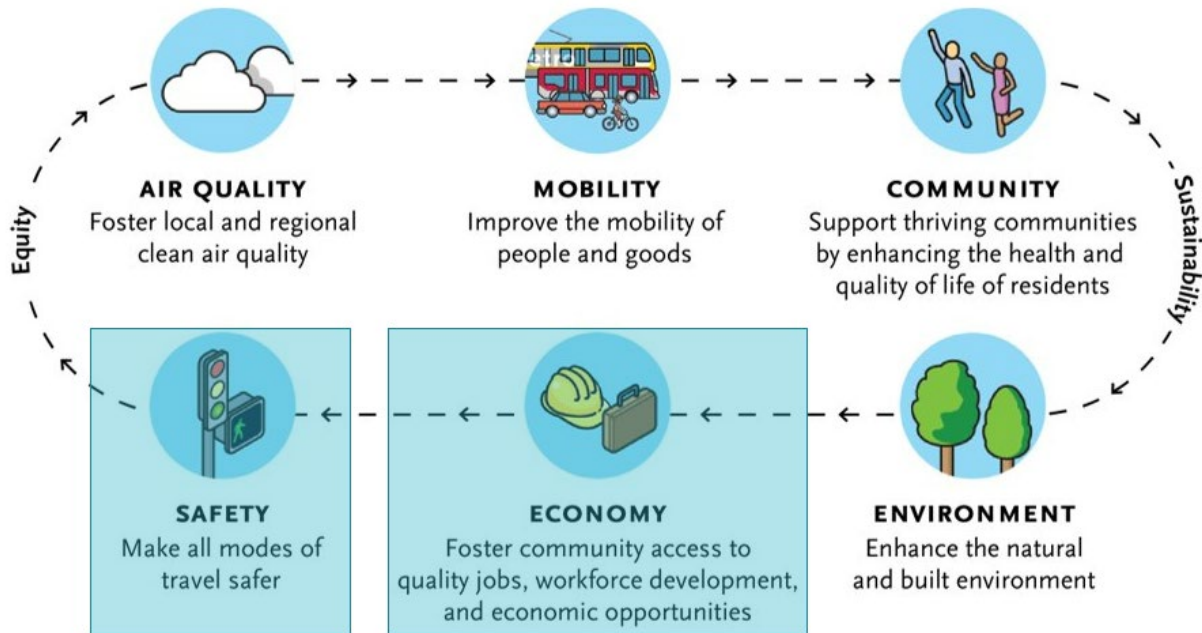 etro
AIR QUALITY
Foster local and regional
clean air quality
MOBILITY
Improve the mobility of
people and goods
COMMUNITY
Support thriving communities
by enhancing the health and
quality of life of residents
Equity
Sustainability
SAFETY
Make all modes of
travel safer
ECONOMY
Foster community access to
quality jobs, workforce development,
and economic opportunities
ENVIRONMENT
Enhance the natural
and built environment